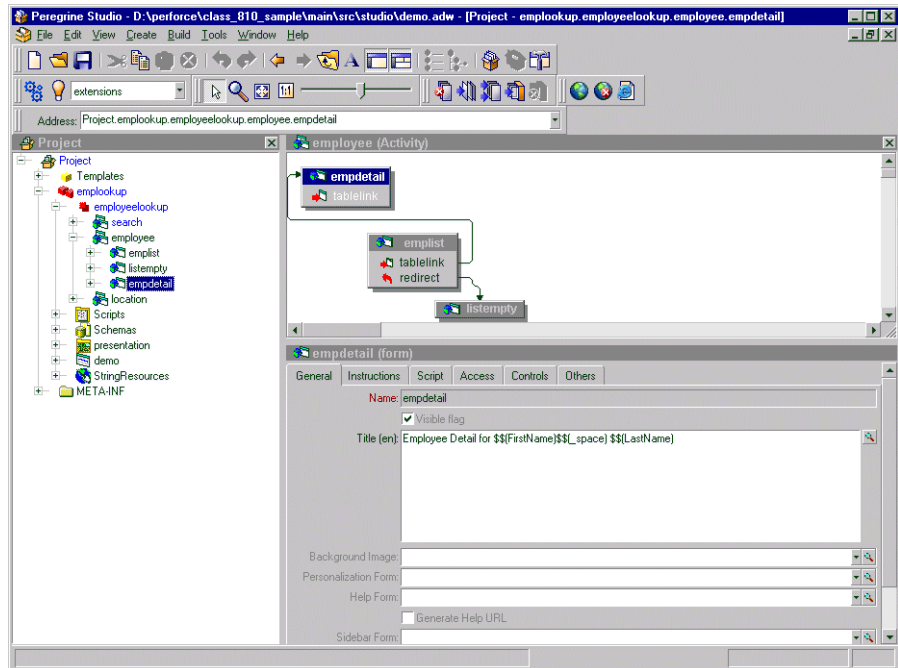 Peregrine Studio - D:\perforce\class_810_sample\main\src\studio\demo.adw - [Project - emplookup.employeelookup.employee.empdetail]
File Edit View Create Build Tools Window Help
A
extensions
1:1
Address: Project.emplookup.employeelookup.employee.empdetail
Project
Project
Templates
emplookup
employeelookup
search
employee
emplist
listempty
empdetail
location
Scripts
Schemas
presentation
demo
StringResources
META-INF
employee (Activity)
empdetail
tablelink
emplist
tablelink
redirect
listempty
empdetail (form)
General Instructions Script Access Controls Others
Name: empdetail
Visible flag
Title (en): Employee Detail for $$(FirstName)$$(_space) $$(LastName)
Background Image:
Personalization Form:
Help Form:
Generate Help URL
Sidebar Form: